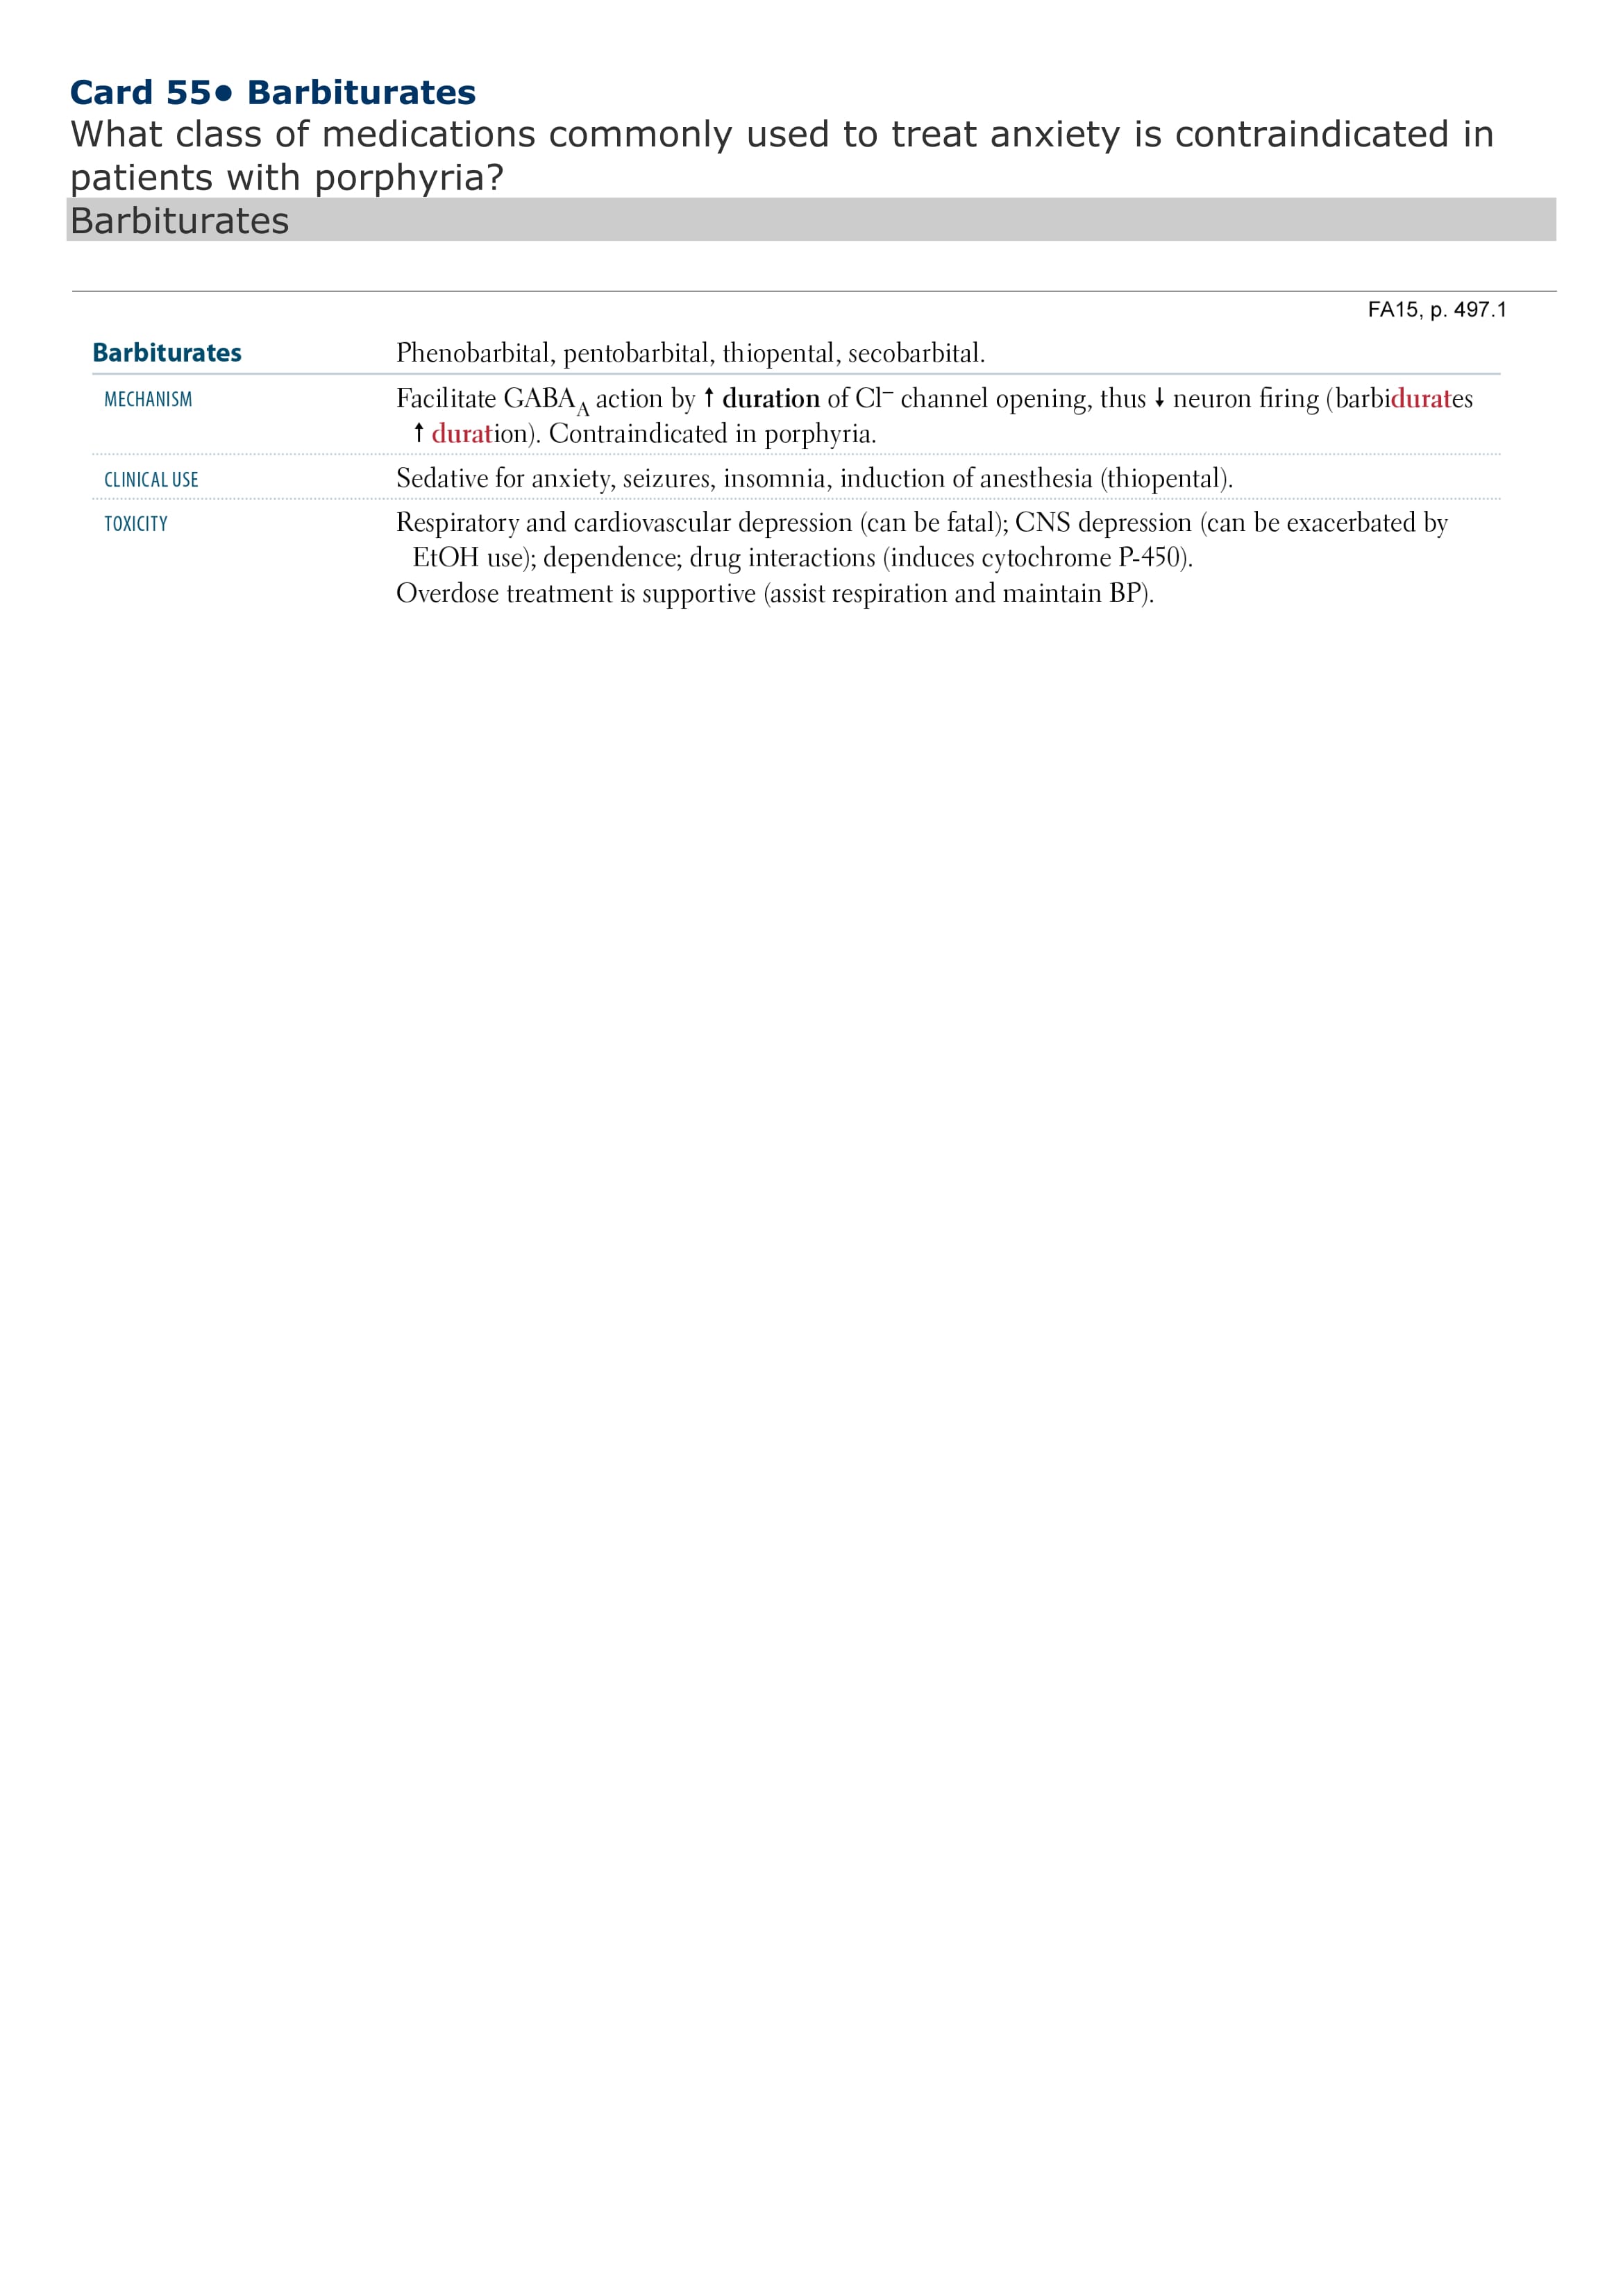 Card 55● Barbiturates
What class of medications commonly used to treat anxiety is contraindicated in
patients with porphyria?
Barbiturates
FA15, p. 497.1
Barbiturates Phenobarbital, pentobarbital, thiopental, secobarbital.
MECHANISM Facilitate GABAA action by ↑ duration of Cl– channel opening, thus ↓ neuron firing (barbidurates
↑ duration). Contraindicated in porphyria.
CLINICAL USE Sedative for anxiety, seizures, insomnia, induction of anesthesia (thiopental).
TOXICITY Respiratory and cardiovascular depression (can be fatal); CNS depression (can be exacerbated by
EtOH use); dependence; drug interactions (induces cytochrome P-450).
Overdose treatment is supportive (assist respiration and maintain BP).